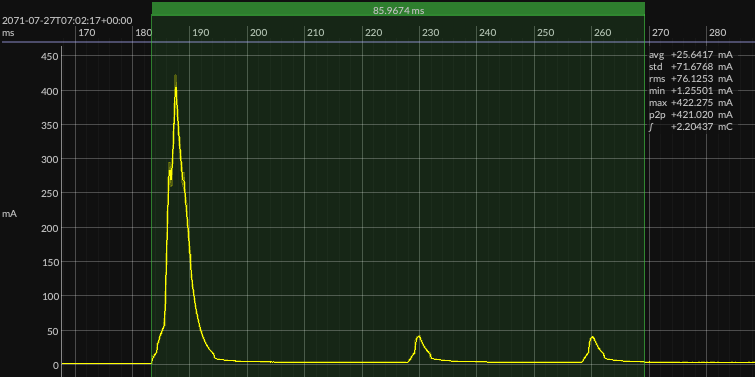 85.9674 ms
2071-07-27T07:02:17+00:00
ms 170 180 190 200 210 220 230 240 250 260 270 280
avg +25.6417 mA
std +71.6768 mA
rms +76.1253 mA
min +1.25501 mA
max +422.275 mA
p2p +421.020 mA
∫ +2.20437 mC
450
400
350
300
250
mA
200
150
100
50
0